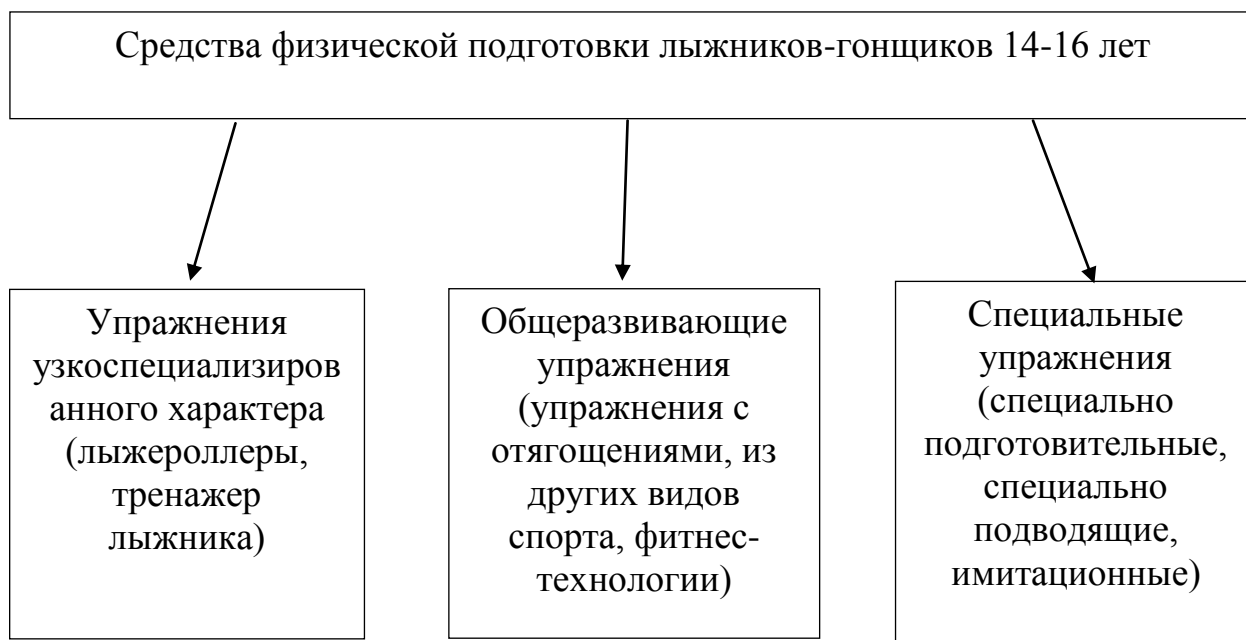 Средства физической подготовки лыжников-гонщиков 14-16 лет
Упражнения
узкоспециализиров
анного характера
(лыжероллеры,
тренажер
лыжника)
Общеразвивающие
упражнения
(упражнения с
отягощениями, из
других видов
спорта, фитнес-
технологии)
Специальные
упражнения
(специально
подготовительные,
специально
подводящие,
имитационные)